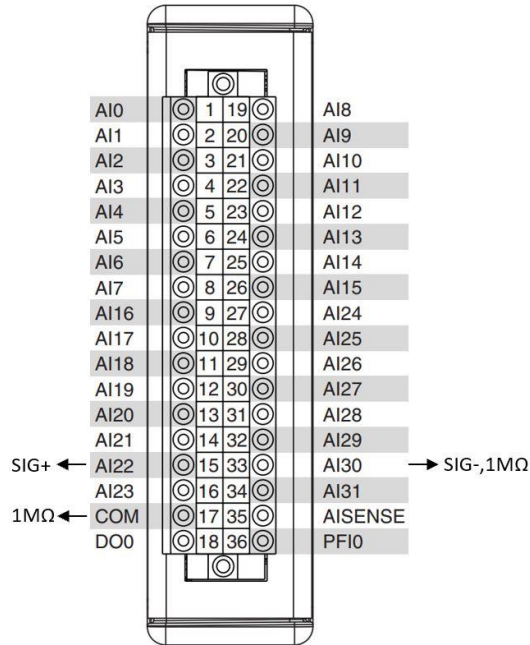 AI0 1 19 AI8
AI1 2 20 AI9
AI2 3 21 AI10
AI3 4 22 AI11
AI4 5 23 AI12
AI5 6 24 AI13
AI6 7 25 AI14
AI7 8 26 AI15
AI16 9 27 AI24
AI17 10 28 AI25
AI18 11 29 AI26
AI19 12 30 AI27
AI20 13 31 AI28
AI21 14 32 AI29
SIG+ AI22 15 33 AI30 SIG-,1MΩ
AI23 16 34 AI31
1MΩ COM 17 35 AISENSE
DO0 18 36 PFI0